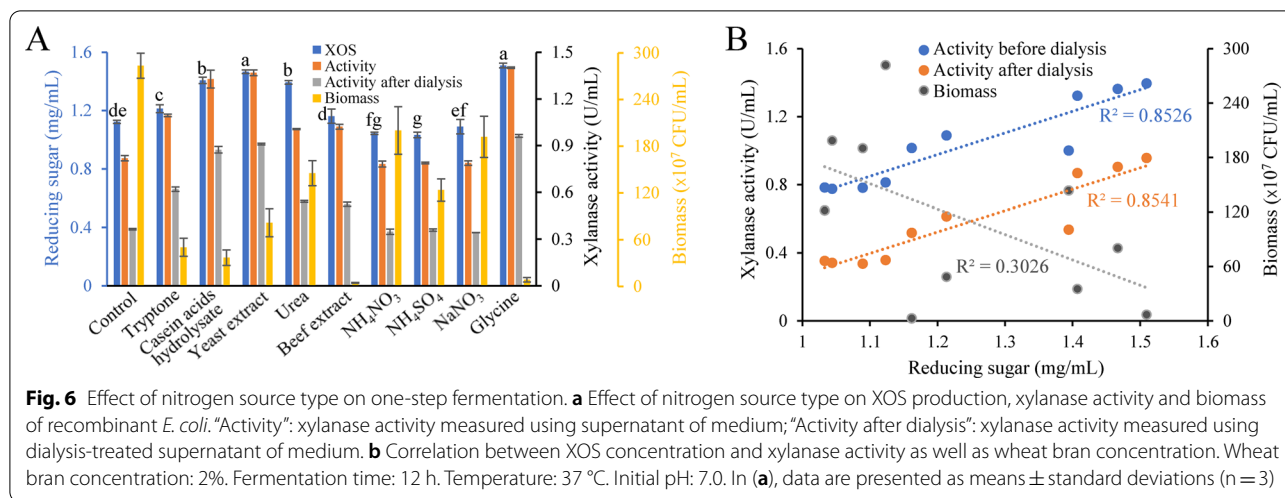 A
XOS
Activity
Activity after dialysis
Biomass
Reducing sugar (mg/mL)
1.6
1.2
0.8
0.4
0
de
c
b
a
b
d
fg
g
ef
a
1.5
1.2
0.9
0.6
0.3
0
Xylanase activity (U/mL)
300
240
180
120
60
0
Biomass (x10⁷ CFU/mL)
Control
Tryptone
Casein acids
hydrolysate
Yeast extract
Urea
Beef extract
NH₄NO₃
NH₄SO₄
NaNO₃
Glycine
B
Activity before dialysis
Activity after dialysis
Biomass
Xylanase activity (U/mL)
1.6
1.2
0.8
0.4
0
R² = 0.8526
R² = 0.8541
R² = 0.3026
300
240
180
120
60
0
Biomass (x10⁷ CFU/mL)
1 1.1 1.2 1.3 1.4 1.5 1.6
Reducing sugar (mg/mL)
Fig. 6 Effect of nitrogen source type on one-step fermentation. a Effect of nitrogen source type on XOS production, xylanase activity and biomass
of recombinant E. coli. "Activity": xylanase activity measured using supernatant of medium; "Activity after dialysis": xylanase activity measured using
dialysis-treated supernatant of medium. b Correlation between XOS concentration and xylanase activity as well as wheat bran concentration. Wheat
bran concentration: 2%. Fermentation time: 12 h. Temperature: 37 °C. Initial pH: 7.0. In (a), data are presented as means ± standard deviations (n = 3)